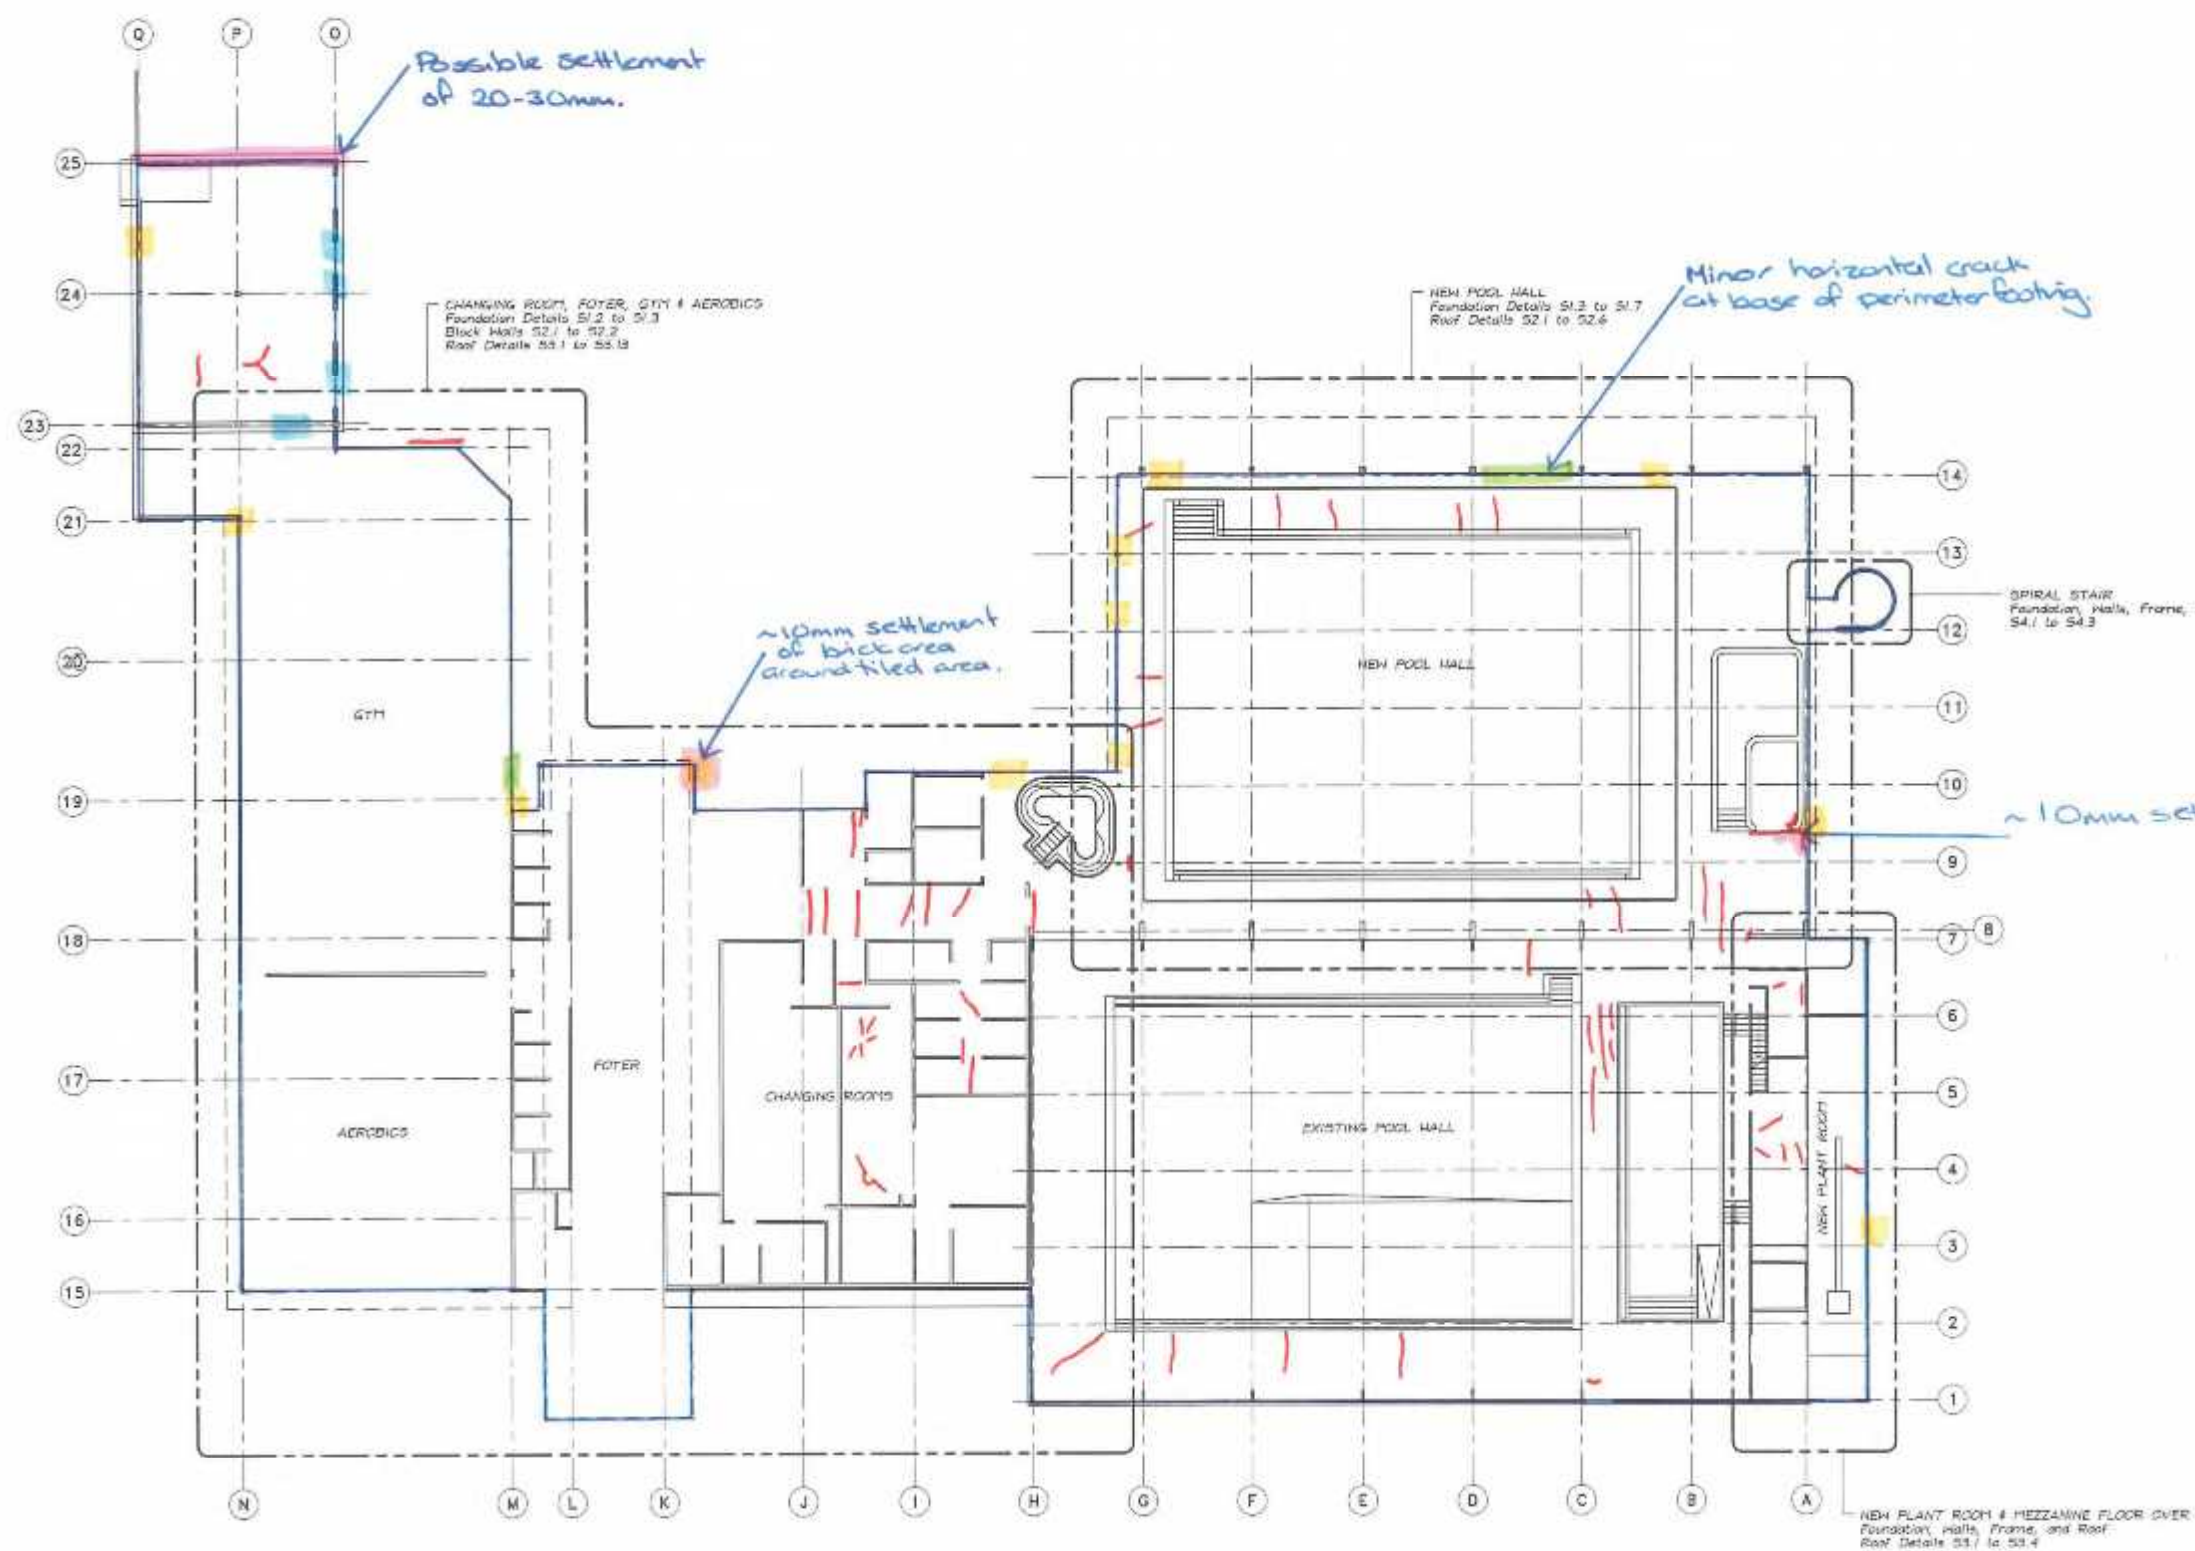 Q P O
Possible settlement
of 20-30mm.
25
24
CHANGING ROOM, FOYER, GYM & AEROBICS
Foundation Details S1.2 to S1.3
Block Walls S2.1 to S2.2
Roof Details S3.1 to S3.13
NEW POOL HALL
Foundation Details S1.3 to S1.7
Roof Details S2.1 to S2.6
Minor horizontal crack
at base of perimeter footing.
23
22
21
14
13
SPIRAL STAIR
Foundation, Walls, Frame,
S4.1 to S4.3
12
~10mm settlement
of brick area
around tiled area.
20
NEW POOL HALL
11
GYM
10
19
~10mm set
9
18
7
8
6
17
FOYER
CHANGING ROOMS
5
EXISTING POOL HALL
AEROBICS
NEW PLANT ROOM
4
16
3
15
2
1
N M L K J I H G F E D C B A
NEW PLANT ROOM & MEZZANINE FLOOR OVER
Foundation, Walls, Frame, and Roof
Roof Details S3.1 to S3.4